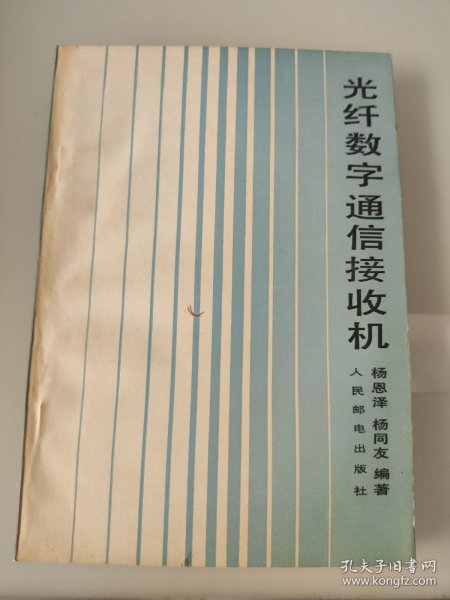 光纤数字通信接收机
杨恩泽 杨同友 编著
人民邮电出版社
孔夫子旧书网
www.kongfz.com